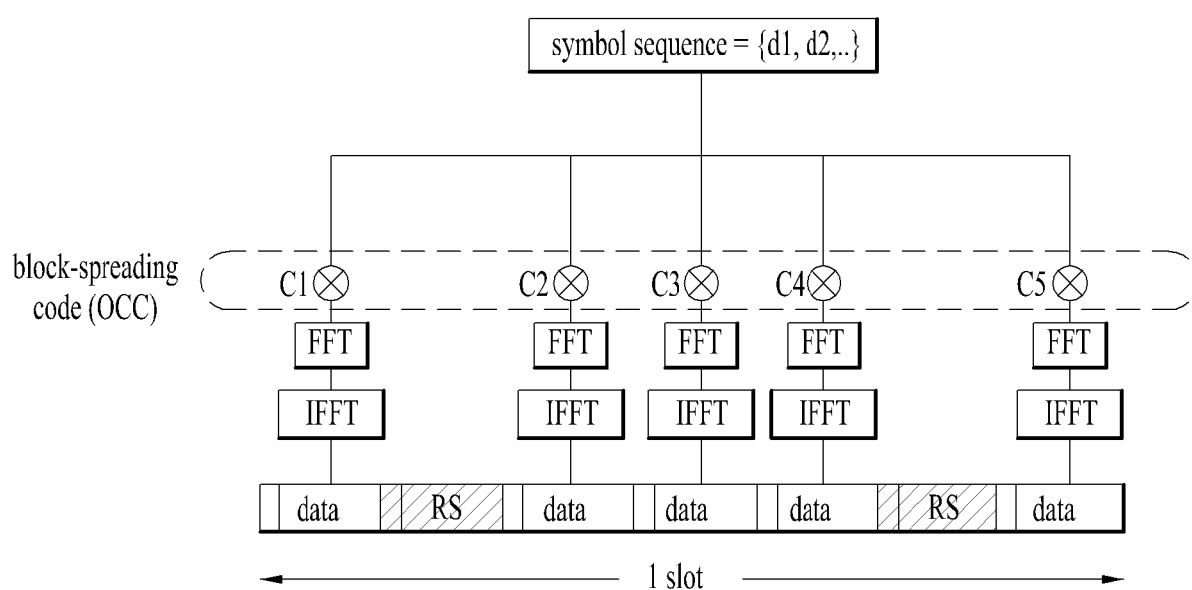 symbol sequence = {d1, d2,..}
block-spreading
code (OCC)
C1 C2 C3 C4 C5
FFT FFT FFT FFT FFT
IFFT IFFT IFFT IFFT IFFT
data RS data data data RS data
1 slot